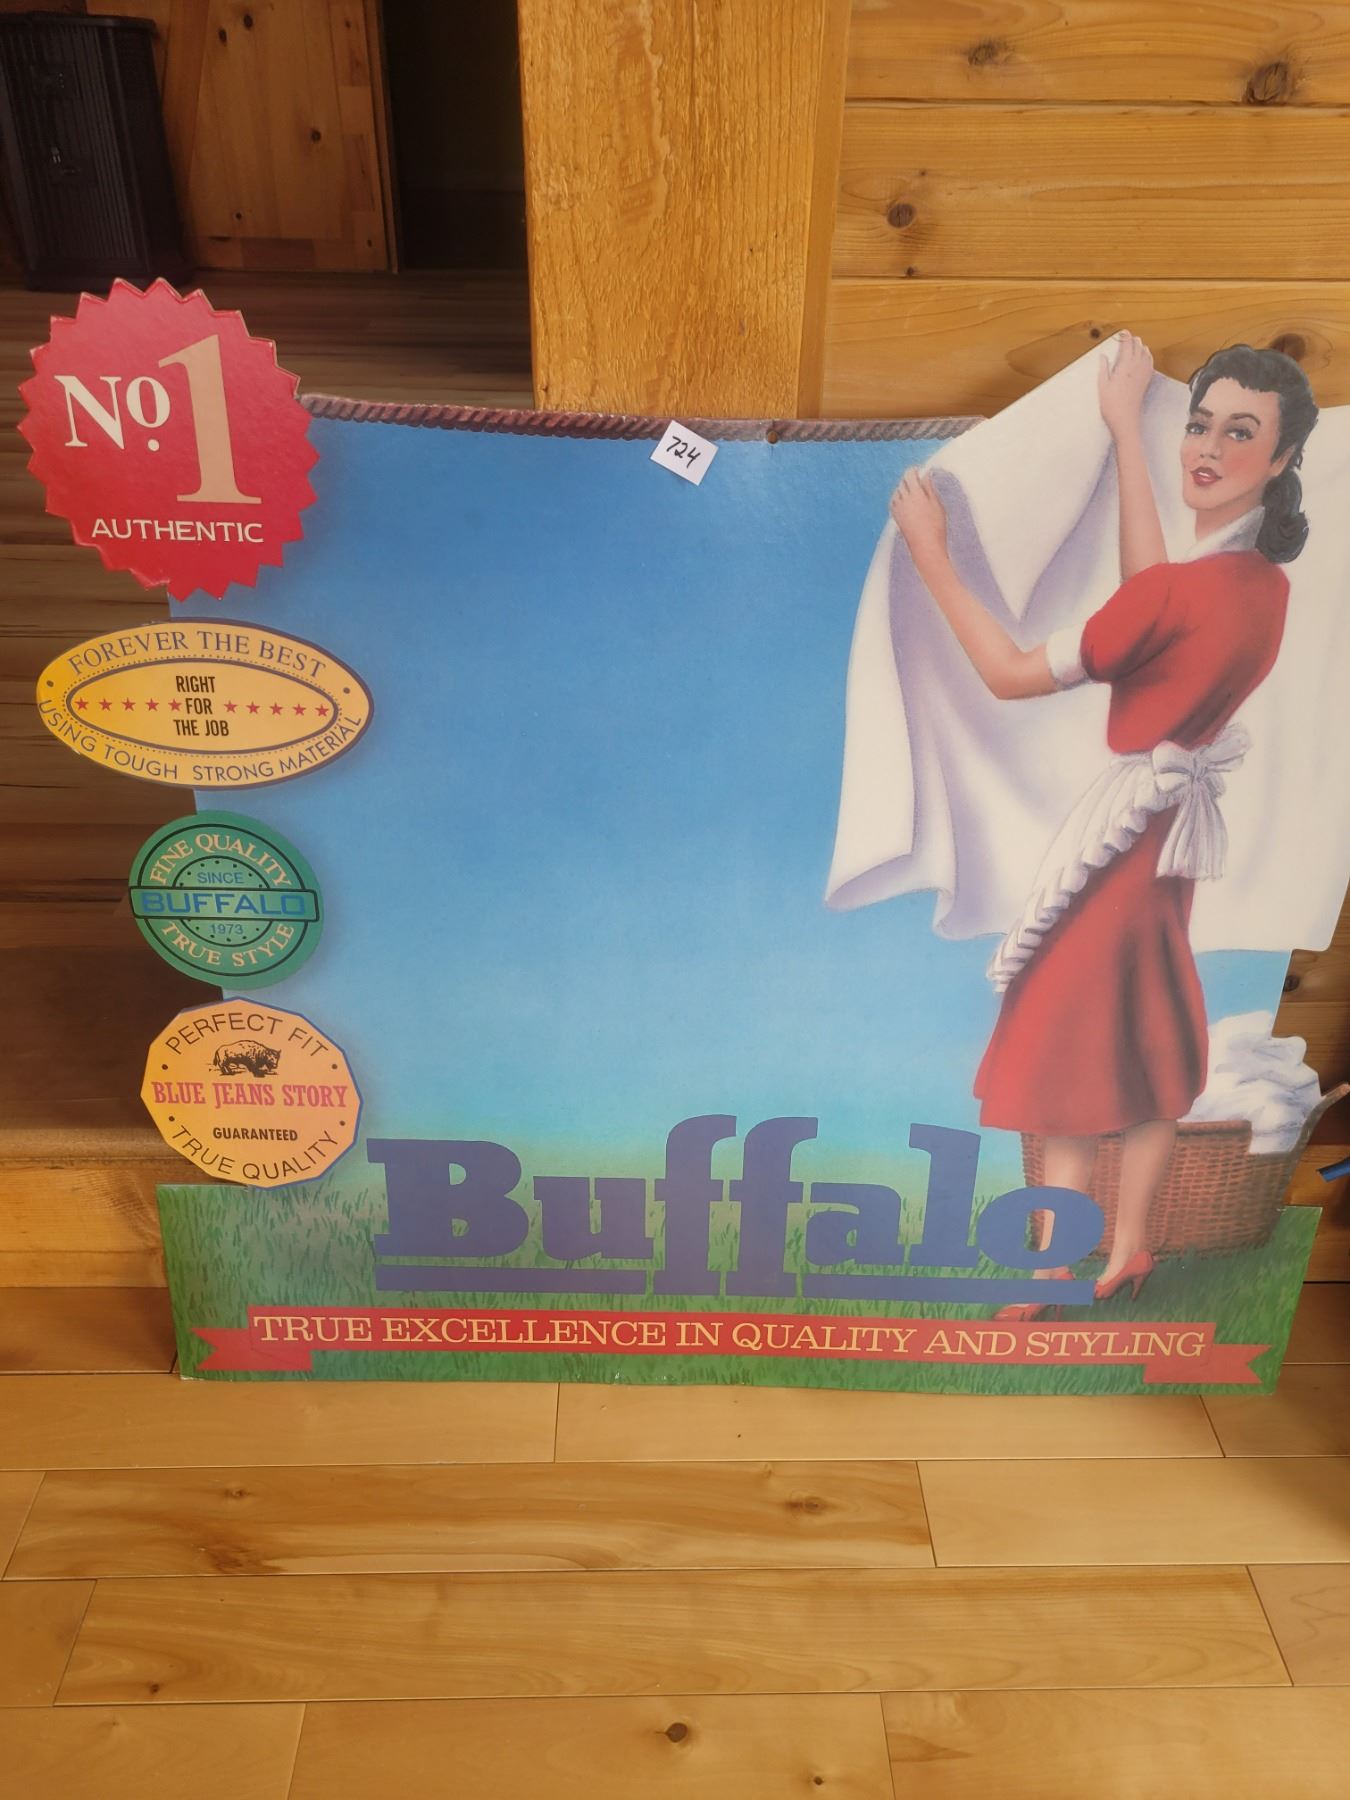 724
No. 1
AUTHENTIC
FOREVER THE BEST
RIGHT
FOR
THE JOB
USING TOUGH STRONG MATERIAL
FINE QUALITY
SINCE
BUFFALO
1973
TRUE STYLE
PERFECT FIT
BLUE JEANS STORY
GUARANTEED
TRUE QUALITY
Buffalo
TRUE EXCELLENCE IN QUALITY AND STYLING